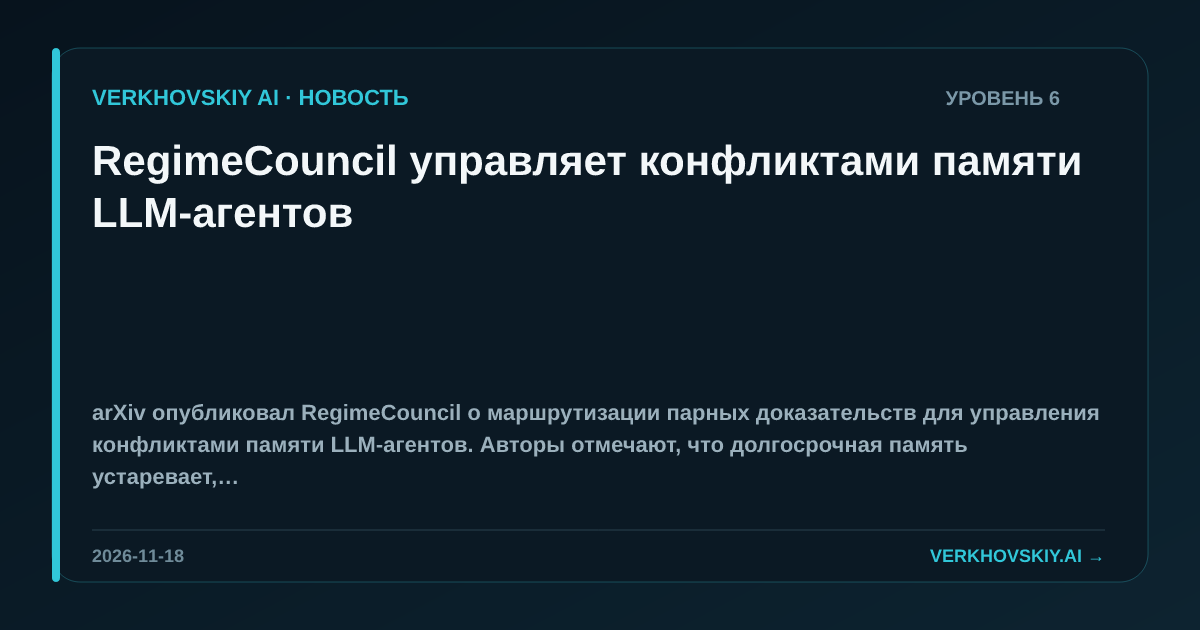 VERKHOVSKIY AI · НОВОСТЬ
УРОВЕНЬ 6
RegimeCouncil управляет конфликтами памяти
LLM-агентов
arXiv опубликовал RegimeCouncil о маршрутизации парных доказательств для управления
конфликтами памяти LLM-агентов. Авторы отмечают, что долгосрочная память
устаревает,…
2026-11-18
VERKHOVSKIY.AI →